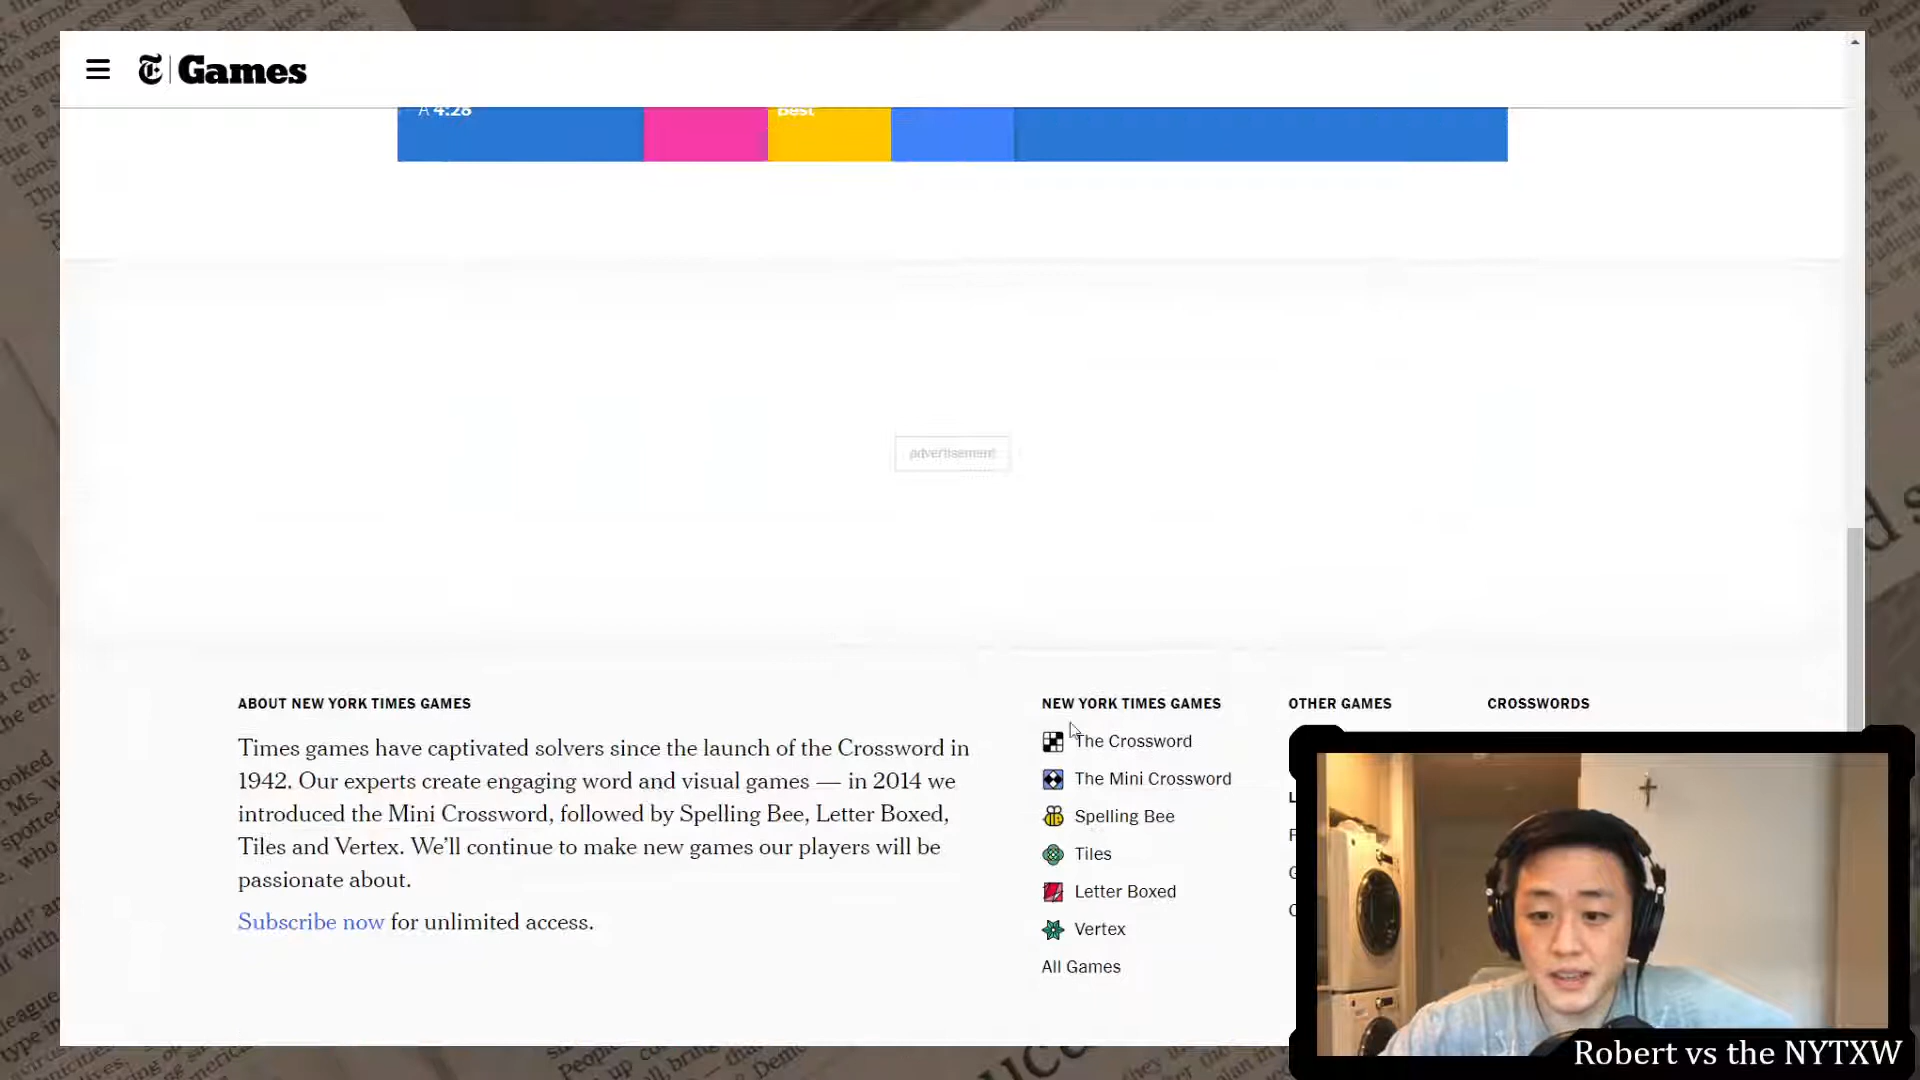 Games
4:28
Best
advertisement
ABOUT NEW YORK TIMES GAMES
Times games have captivated solvers since the launch of the Crossword in
1942. Our experts create engaging word and visual games — in 2014 we
introduced the Mini Crossword, followed by Spelling Bee, Letter Boxed,
Tiles and Vertex. We’ll continue to make new games our players will be
passionate about.
Subscribe now for unlimited access.
NEW YORK TIMES GAMES
The Crossword
The Mini Crossword
Spelling Bee
Tiles
Letter Boxed
Vertex
All Games
OTHER GAMES
CROSSWORDS
Robert vs the NYTXW